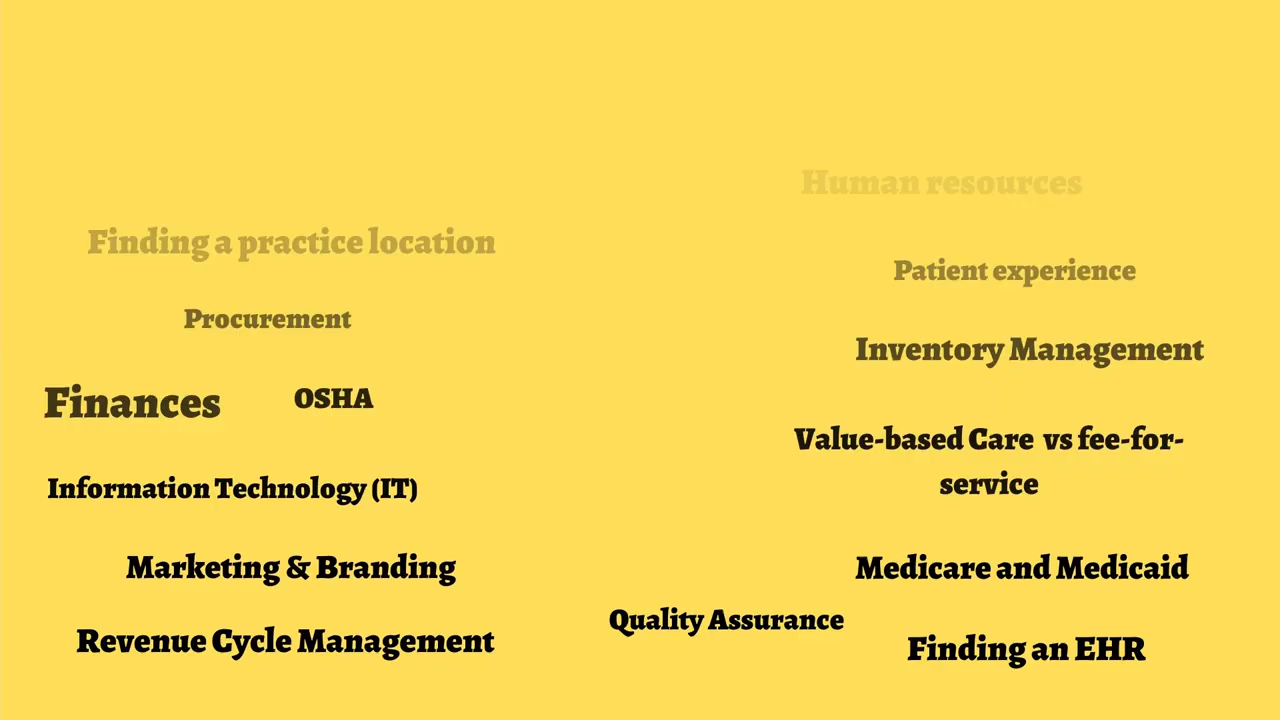 Human resources
Finding a practice location
Patient experience
Procurement
Inventory Management
Finances
OSHA
Value-based Care vs fee-for-
service
Information Technology (IT)
Marketing & Branding
Medicare and Medicaid
Quality Assurance
Revenue Cycle Management
Finding an EHR